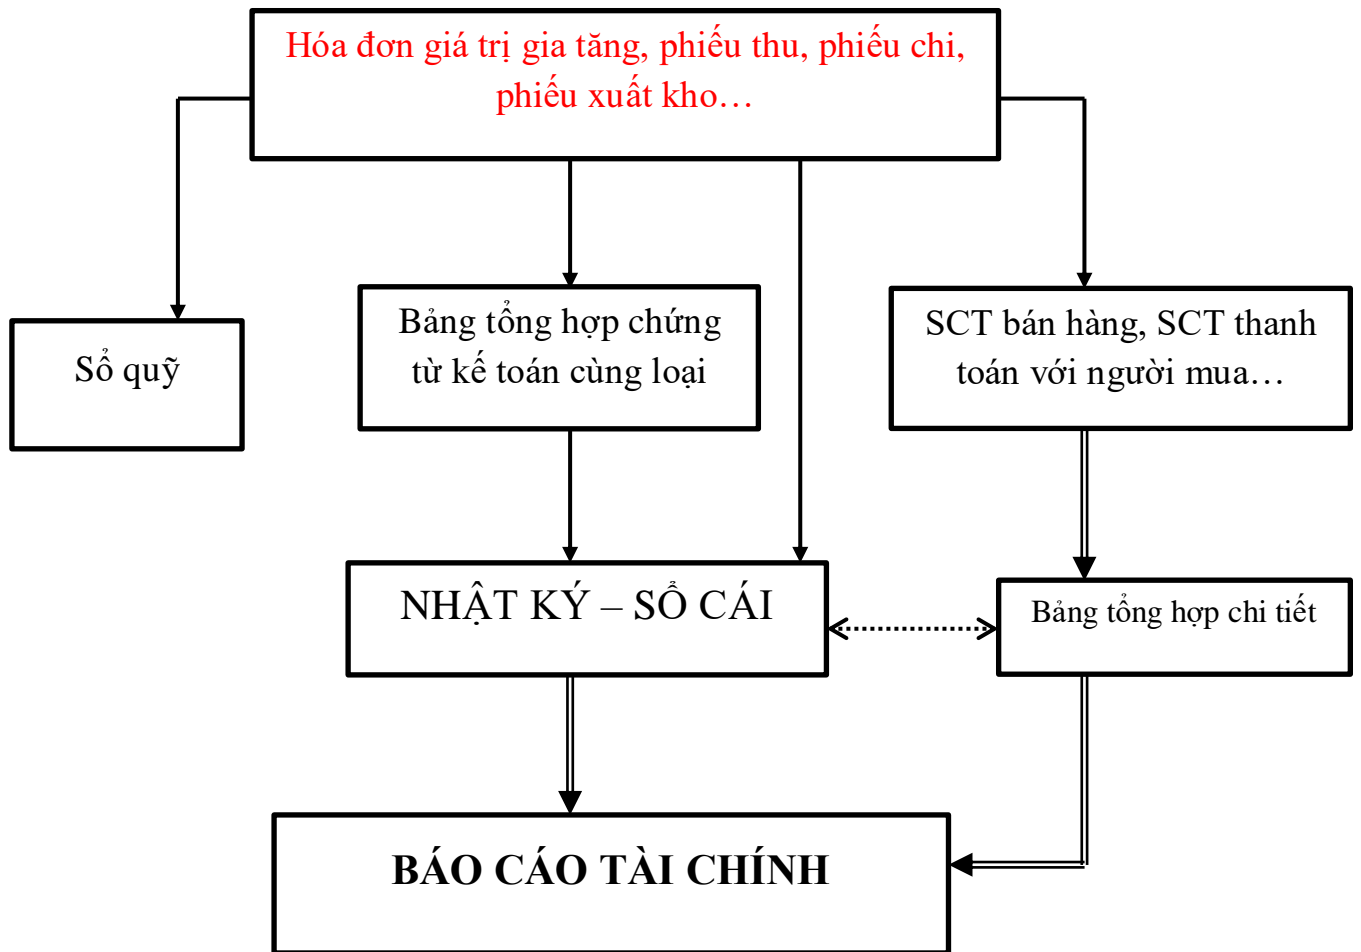 Hóa đơn giá trị gia tăng, phiếu thu, phiếu chi,
phiếu xuất kho…
Sổ quỹ
Bảng tổng hợp chứng
từ kế toán cùng loại
SCT bán hàng, SCT thanh
toán với người mua…
NHẬT KÝ – SỔ CÁI
Bảng tổng hợp chi tiết
BÁO CÁO TÀI CHÍNH